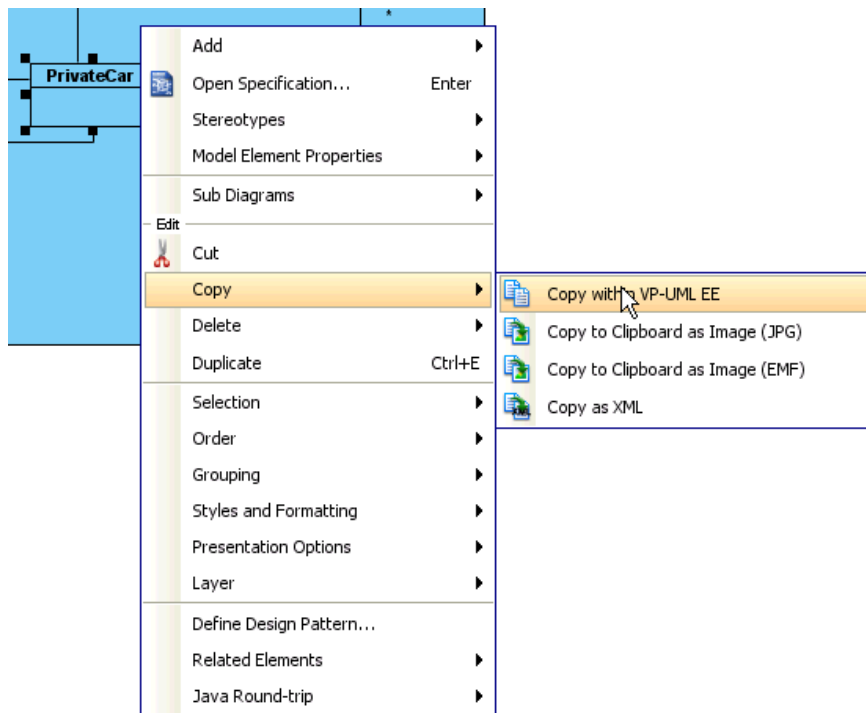 *
PrivateCar
Add
Open Specification... Enter
Stereotypes
Model Element Properties
Sub Diagrams
Edit
Cut
Copy
Delete
Duplicate Ctrl+E
Selection
Order
Grouping
Styles and Formatting
Presentation Options
Layer
Define Design Pattern...
Related Elements
Java Round-trip
Copy within VP-UML EE
Copy to Clipboard as Image (JPG)
Copy to Clipboard as Image (EMF)
Copy as XML